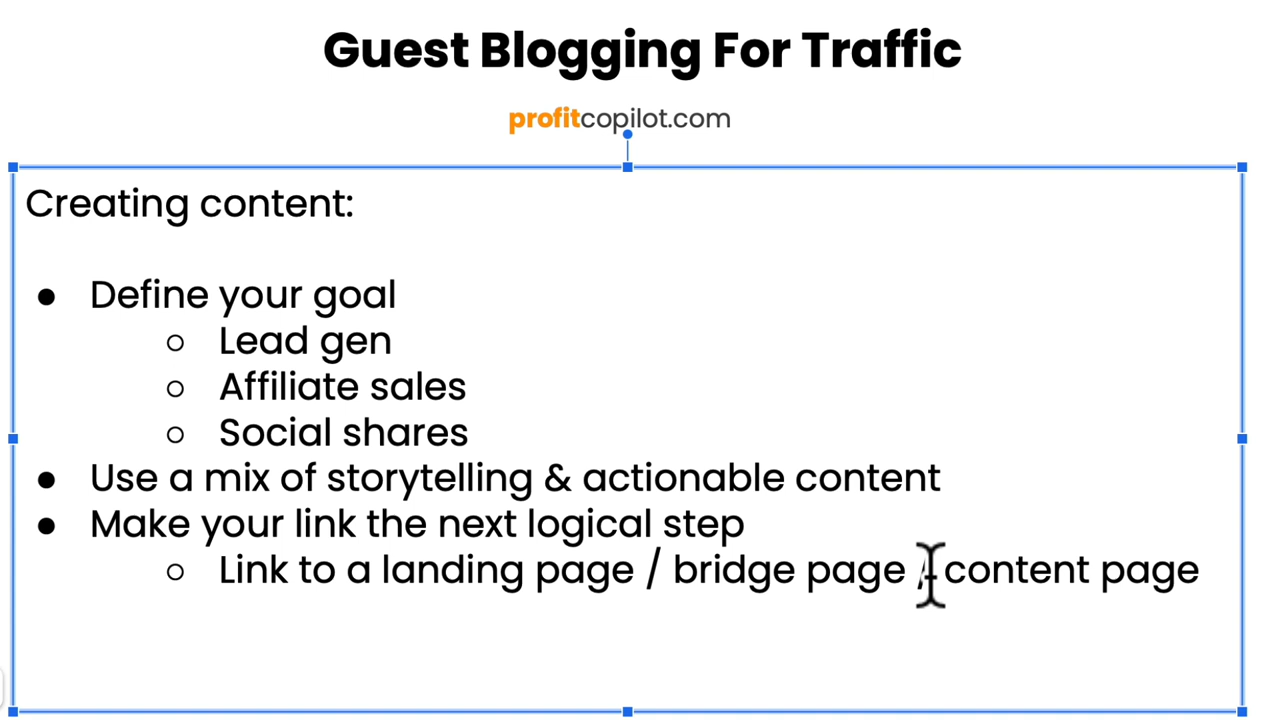 Guest Blogging For Traffic
profitcopilot.com
Creating content:
● Define your goal
○ Lead gen
○ Affiliate sales
○ Social shares
● Use a mix of storytelling & actionable content
● Make your link the next logical step
○ Link to a landing page / bridge page / content page